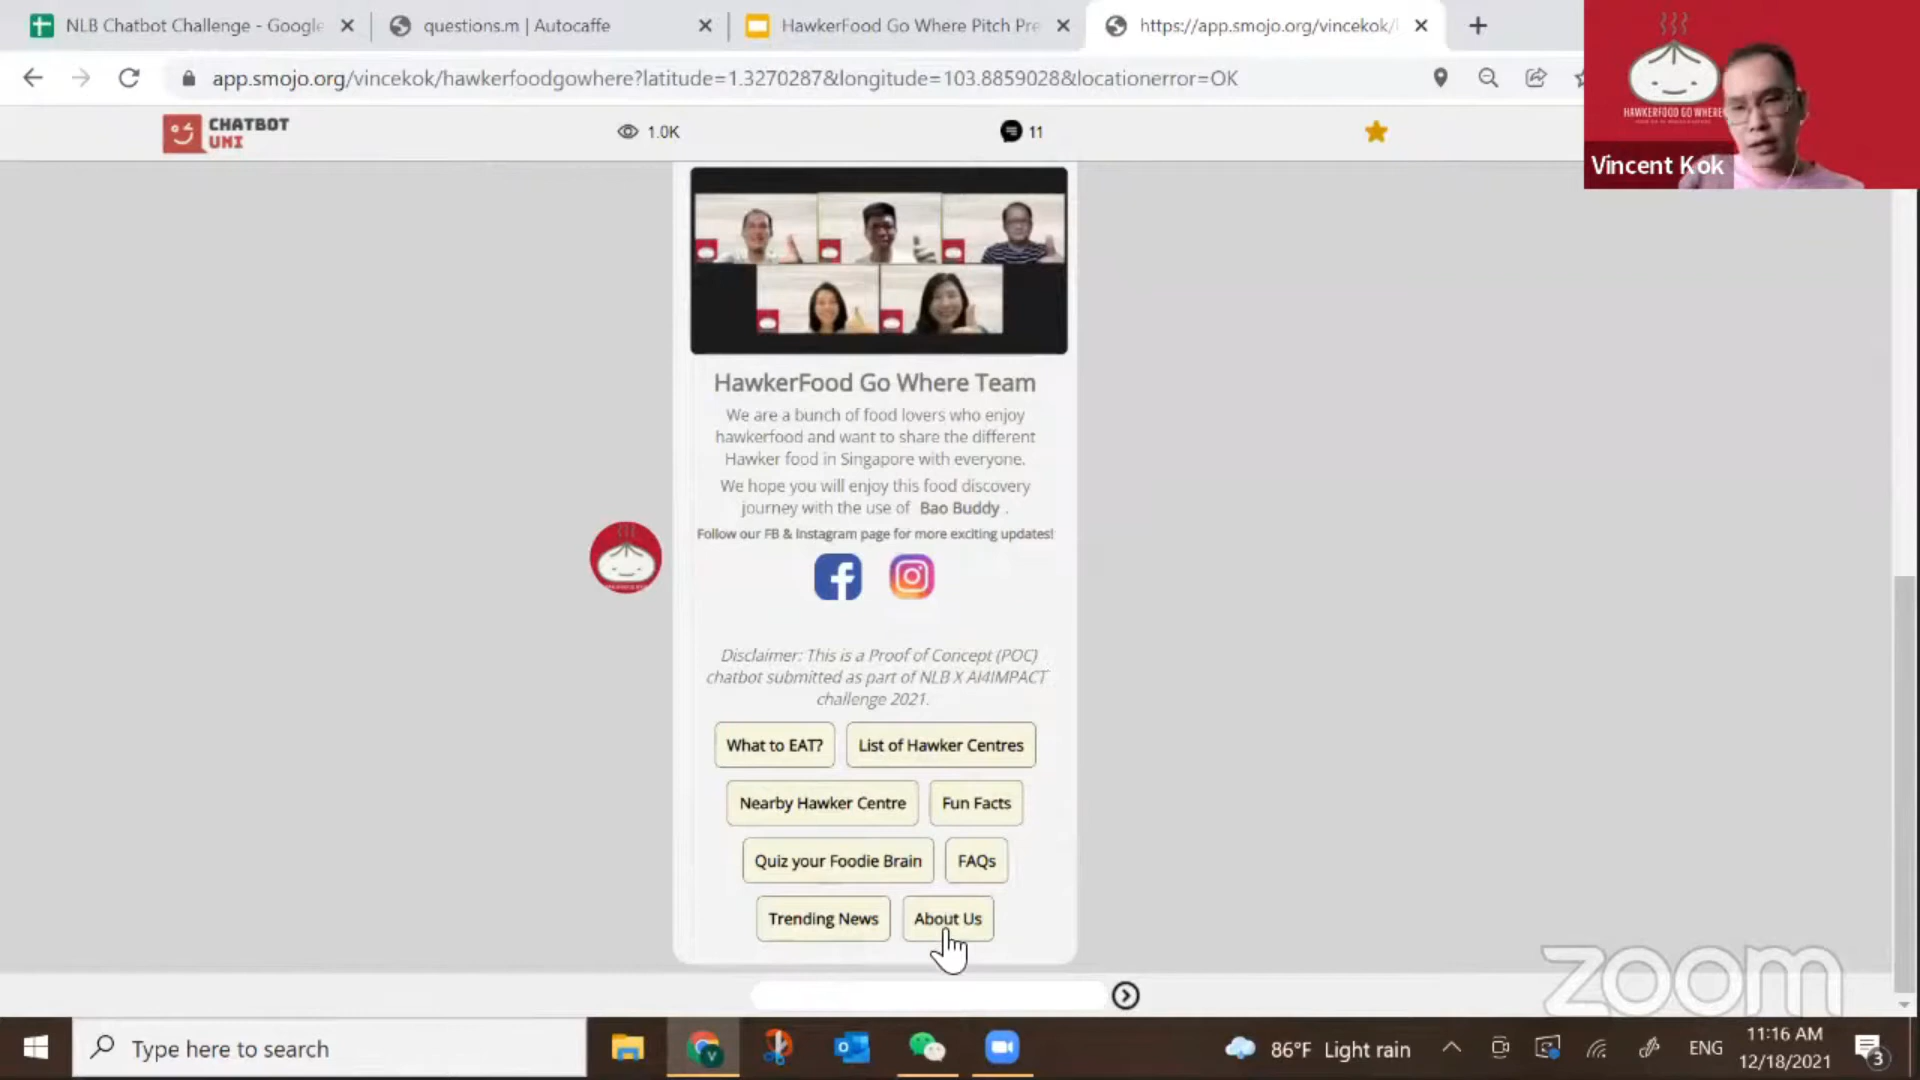 NLB Chatbot Challenge - Google
questions.m | Autocaffe
HawkerFood Go Where Pitch Pre
https://app.smojo.org/vincekok/
app.smojo.org/vincekok/hawkerfoodgowhere?latitude=1.3270287&longitude=103.8859028&locationerror=OK
CHATBOT
UNI
1.0K
11
HAWKERFOOD GO WHERE
Vincent Kok
HawkerFood Go Where Team
We are a bunch of food lovers who enjoy
hawkerfood and want to share the different
Hawker food in Singapore with everyone.
We hope you will enjoy this food discovery
journey with the use of Bao Buddy .
Follow our FB & Instagram page for more exciting updates!
Disclaimer: This is a Proof of Concept (POC)
chatbot submitted as part of NLB X AI4IMPACT
challenge 2021.
What to EAT?
List of Hawker Centres
Nearby Hawker Centre
Fun Facts
Quiz your Foodie Brain
FAQs
Trending News
About Us
zoom
Type here to search
86°F Light rain
ENG
11:16 AM
12/18/2021
3